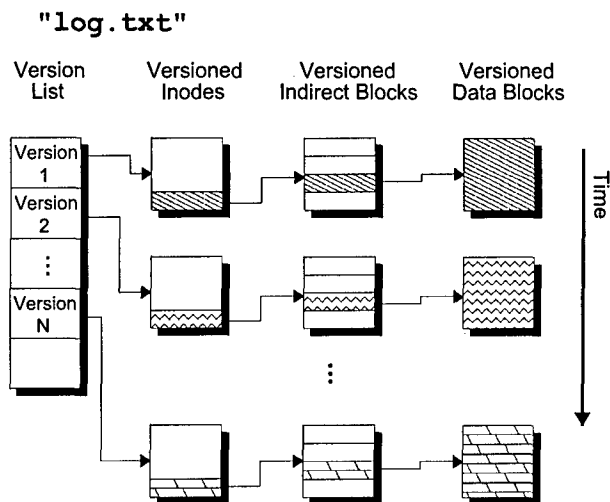 "log.txt"
Version
List
Versioned
Inodes
Versioned
Indirect Blocks
Versioned
Data Blocks
Version
1
Version
2
⋮
Version
N
...
Time